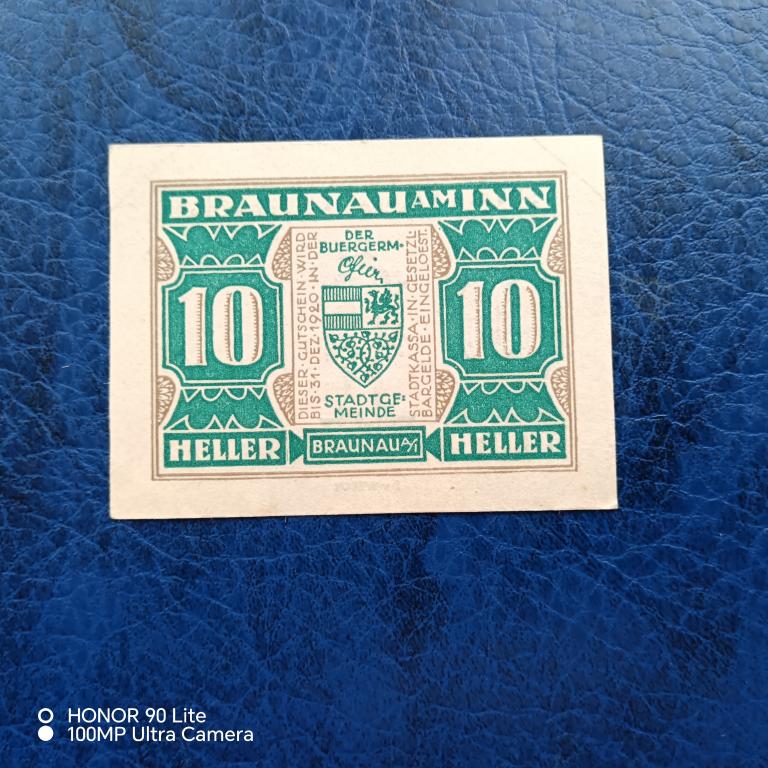 BRAUNAU AM INN
DIESER · GUTSCHEIN · WIRD
BIS · 31 · DEZ · 1920 · IN · DER
DER
BUERGERM·
STADTKASSA · IN · GESETZL·
BARGELDE · EINGELOEST·
10
10
STADTGE=
MEINDE
HELLER
BRAUNAU A/I
HELLER
HONOR 90 Lite
100MP Ultra Camera